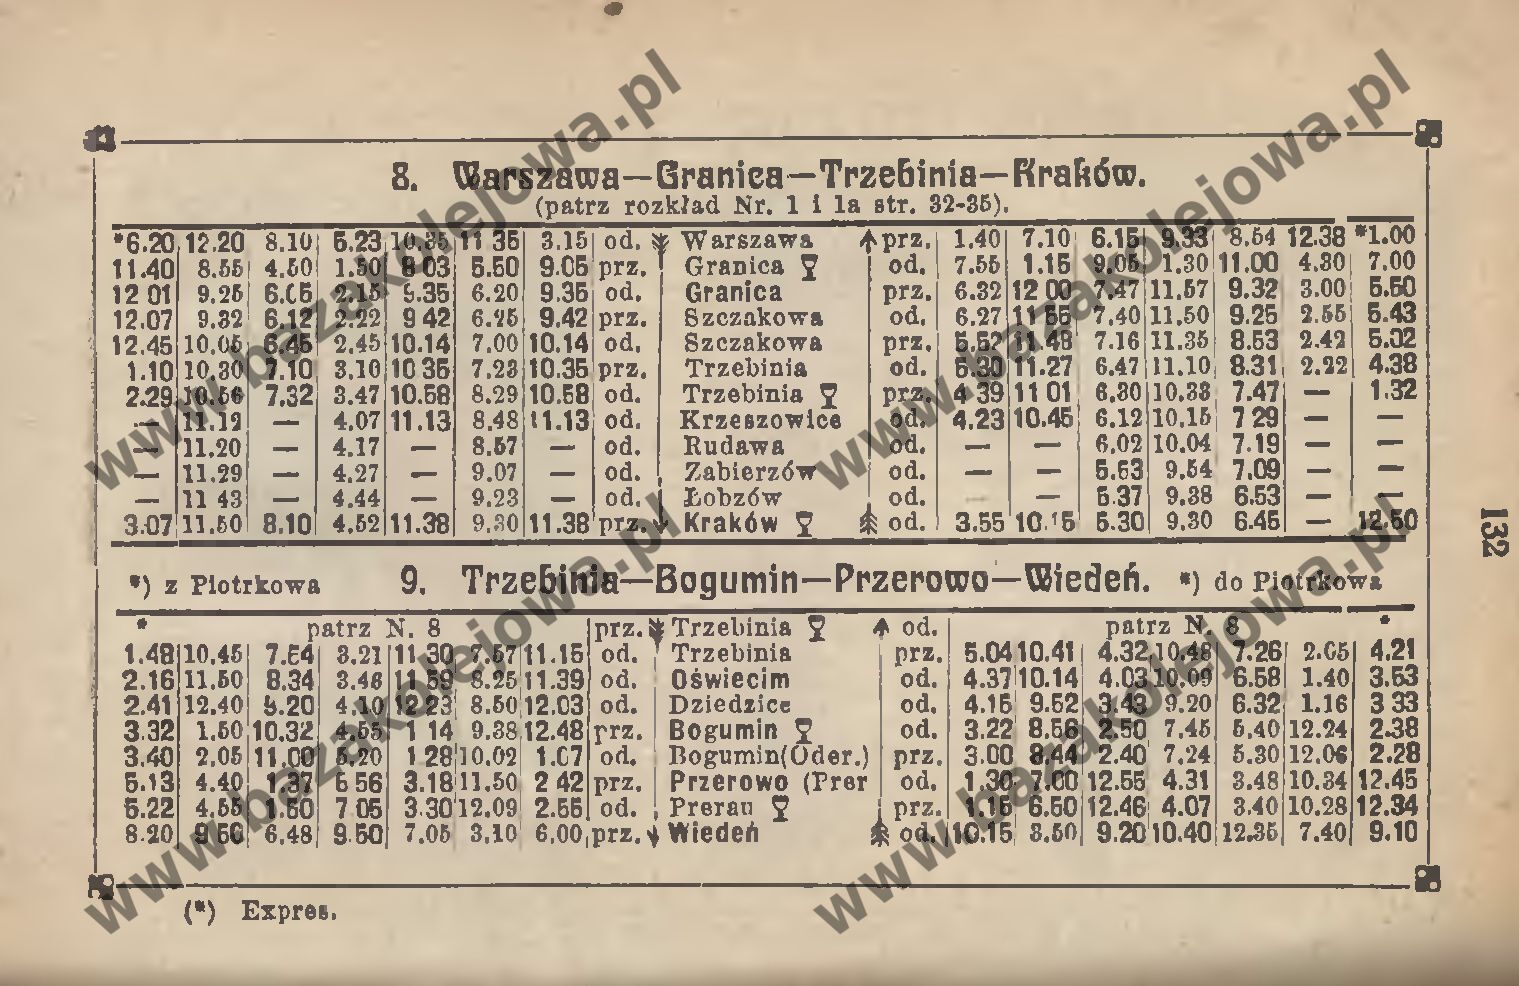 8. Warszawa—Granica—Trzebinia—Kraków.
(patrz rozkład Nr. 1 i 1a str. 32-35).
*6.20 12.20 8.10 5.23 10.35 11 35 3.15 od. Warszawa prz. 1.40 7.10 6.15 9.33 8.54 12.38 *1.00
11.40 8.55 4.50 1.50 8 03 5.50 9.05 prz. Granica od. 7.55 1.15 9.05 1.30 11.00 4.30 7.00
12 01 9.25 6.05 2.15 9.35 6.20 9.35 od. Granica prz. 6.32 12 00 7.47 11.57 9.32 3.00 5.50
12.07 9.32 6.12 2.22 9 42 6.25 9.42 prz. Szczakowa od. 6.27 11 55 7.40 11.50 9.25 2.55 5.43
12.45 10.05 6.45 2.45 10.14 7.00 10.14 od. Szczakowa prz. 5.52 11.48 7.16 11.35 8.53 2.42 5.02
1.10 10.30 7.10 3.10 10 35 7.23 10.35 prz. Trzebinia od. 5.30 11.27 6.47 11.10 8.31 2.22 4.38
2.29 10.56 7.32 3.47 10.58 8.29 10.58 od. Trzebinia prz. 4 39 11 01 6.30 10.33 7.47 — 1.32
— 11.12 — 4.07 11.13 8.48 11.13 od. Krzeszowice od. 4.23 10.45 6.12 10.15 7 29 — —
— 11.20 — 4.17 — 8.57 — od. Rudawa od. — — 6.02 10.04 7.19 — —
— 11.29 — 4.27 — 9.07 — od. Zabierzów od. — — 5.53 9.54 7.09 — —
— 11 43 — 4.44 — 9.23 — od. Łobzów od. — — 5.37 9.38 6.53 — —
3.07 11.50 8.10 4.52 11.38 9.30 11.38 prz. Kraków od. 3.55 10.15 5.30 9.30 6.45 — 12.50
*) z Piotrkowa 9. Trzebinia—Bogumin—Przerowo—Wiedeń. *) do Piotrkowa
* patrz N. 8 prz. Trzebinia od. patrz N. 8 *
1.48 10.45 7.54 3.21 11.30 7.57 11.15 od. Trzebinia prz. 5.04 10.41 4.32 10.48 7.26 2.05 4.21
2.16 11.50 8.34 3.48 11.59 8.25 11.39 od. Oświecim od. 4.37 10.14 4.03 10.09 6.58 1.40 3.53
2.41 12.40 9.20 4.10 12 23 8.50 12.03 od. Dziedzice od. 4.15 9.52 3.43 9.20 6.32 1.16 3 33
3.32 1.50 10.32 4.55 1 14 9.38 12.48 prz. Bogumin od. 3.22 8.56 2.50 7.45 5.40 12.24 2.38
3.40 2.05 11.00 5.20 1 28 10.02 1.07 od. Bogumin(Oder.) prz. 3.00 8.44 2.40 7.24 5.30 12.06 2.28
5.13 4.40 1.37 6 56 3.18 11.50 2 42 prz. Przerowo (Prer od. 1.30 7.00 12.55 4.31 3.48 10.34 12.45
5.22 4.55 1.50 7 05 3.30 12.09 2.55 od. Prerau prz. 1.15 6.50 12.46 4.07 3.40 10.28 12.34
8.20 9.50 6.48 9.50 7.05 3.10 6.00 prz. Wiedeń od. 10.15 3.50 9.20 10.40 12.35 7.40 9.10
(*) Expres.
132
www.bazakolejowa.pl
www.bazakolejowa.pl
www.bazakolejowa.pl
www.bazakolejowa.pl